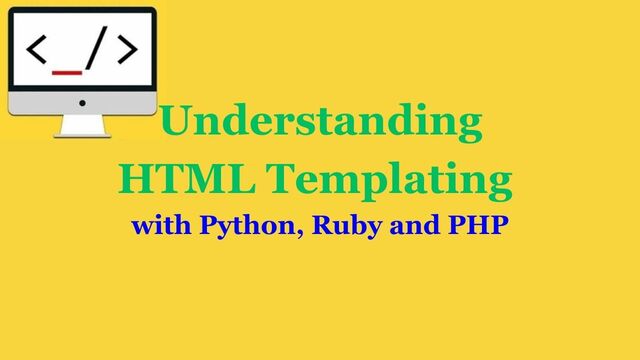 <_/>
Understanding
HTML Templating
with Python, Ruby and PHP